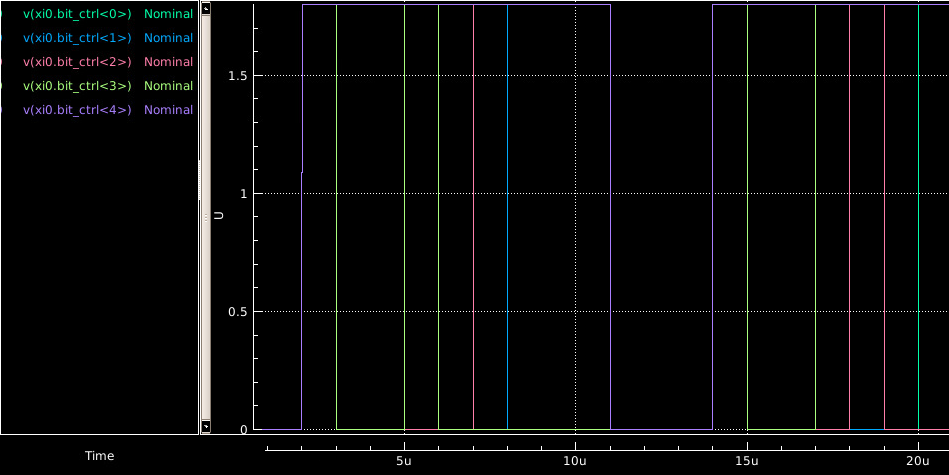 v(xi0.bit_ctrl<0>) Nominal
v(xi0.bit_ctrl<1>) Nominal
v(xi0.bit_ctrl<2>) Nominal
v(xi0.bit_ctrl<3>) Nominal
v(xi0.bit_ctrl<4>) Nominal
1.5
1
U
0.5
0
Time
5u 10u 15u 20u